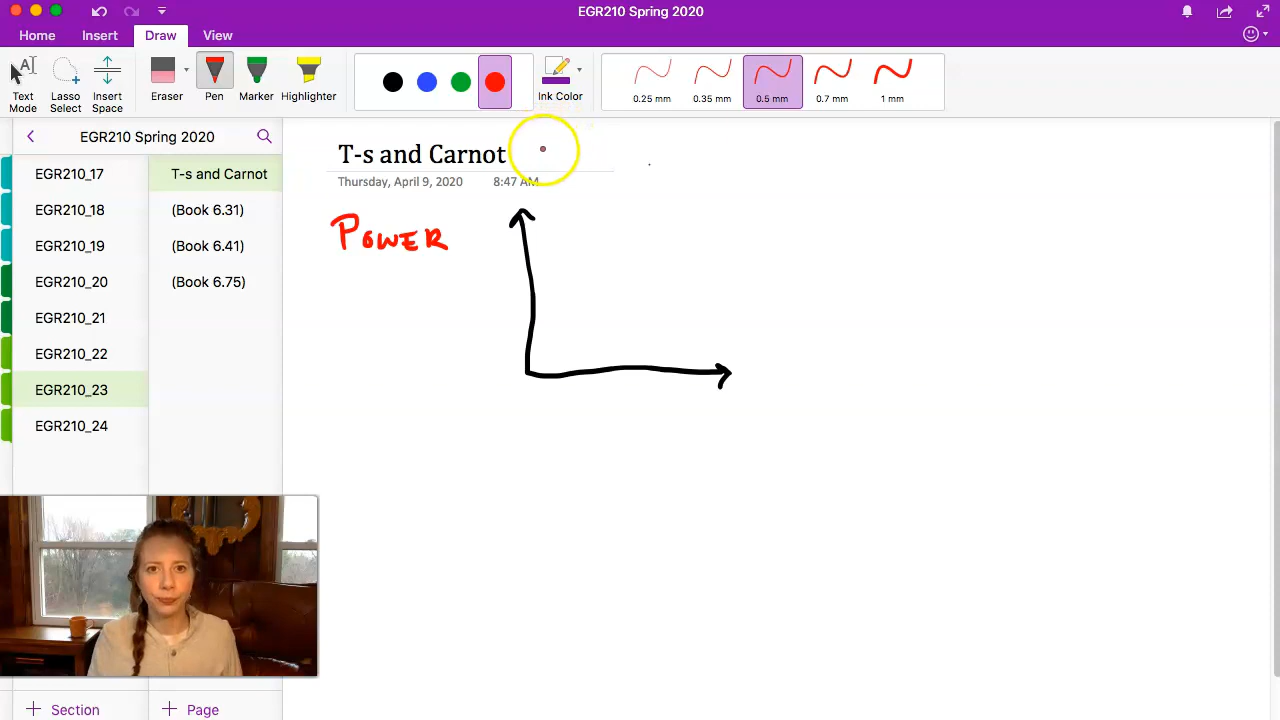 EGR210 Spring 2020
Home Insert Draw View
Text Mode
Lasso Select
Insert Space
Eraser
Pen
Marker
Highlighter
Ink Color
0.25 mm
0.35 mm
0.5 mm
0.7 mm
1 mm
EGR210 Spring 2020
EGR210_17
EGR210_18
EGR210_19
EGR210_20
EGR210_21
EGR210_22
EGR210_23
EGR210_24
T-s and Carnot
(Book 6.31)
(Book 6.41)
(Book 6.75)
T-s and Carnot
Thursday, April 9, 2020 8:47 AM
POWER
+ Section
+ Page